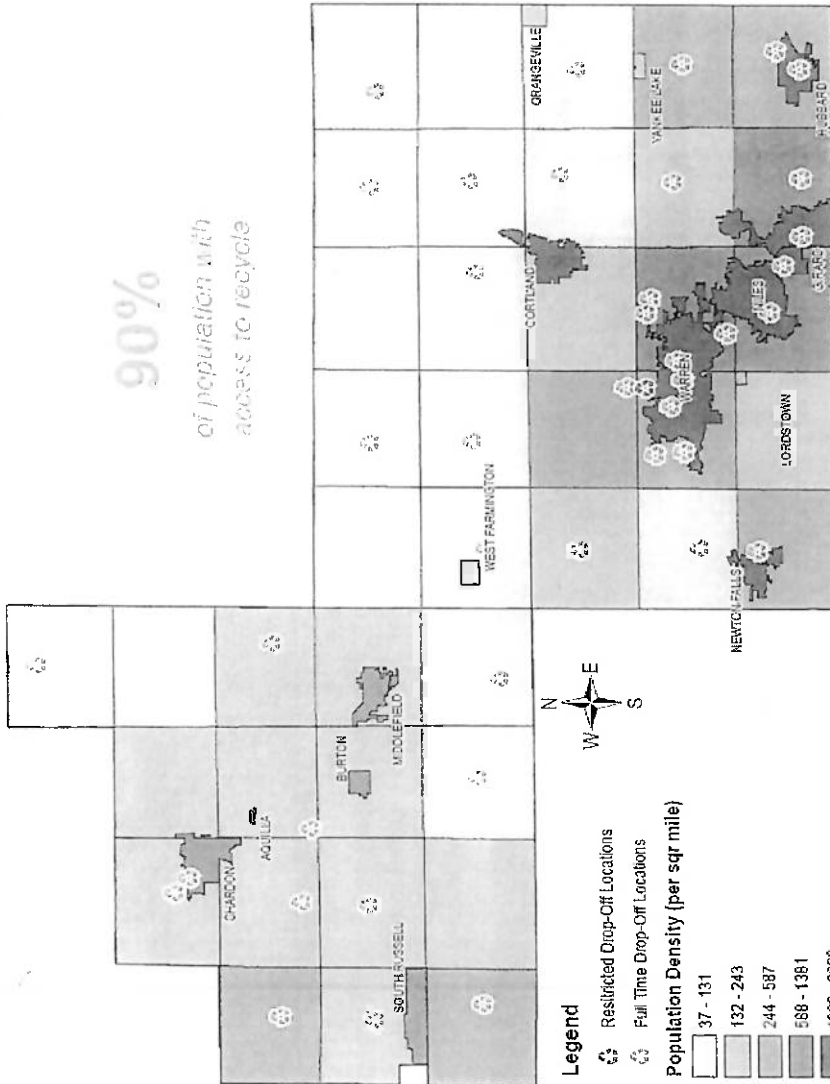 90%
of population with
access to recycle
ORANGEVILLE
YANKEE LAKE
HUBBARD
CORTLAND
GIRARD
NILES
WARREN
LORDSTOWN
WEST FARMINGTON
NEWTON FALLS
MIDDLEFIELD
BURTON
AQUILLA
CHARDON
SOUTH RUSSELL
N
W E
S
Legend
Restricted Drop-Off Locations
Full Time Drop-Off Locations
Population Density (per sqr mile)
37 - 131
132 - 243
244 - 587
588 - 1381